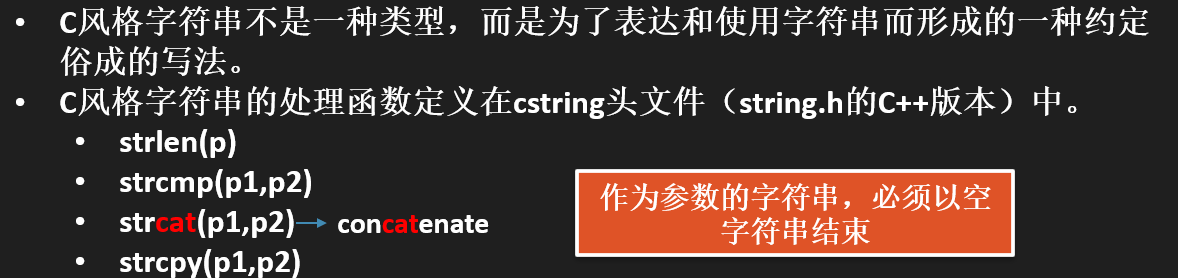 • C风格字符串不是一种类型，而是为了表达和使用字符串而形成的一种约定
俗成的写法。
• C风格字符串的处理函数定义在cstring头文件（string.h的C++版本）中。
• strlen(p)
• strcmp(p1,p2)
• strcat(p1,p2) concatenate
• strcpy(p1,p2)
作为参数的字符串，必须以空
字符串结束